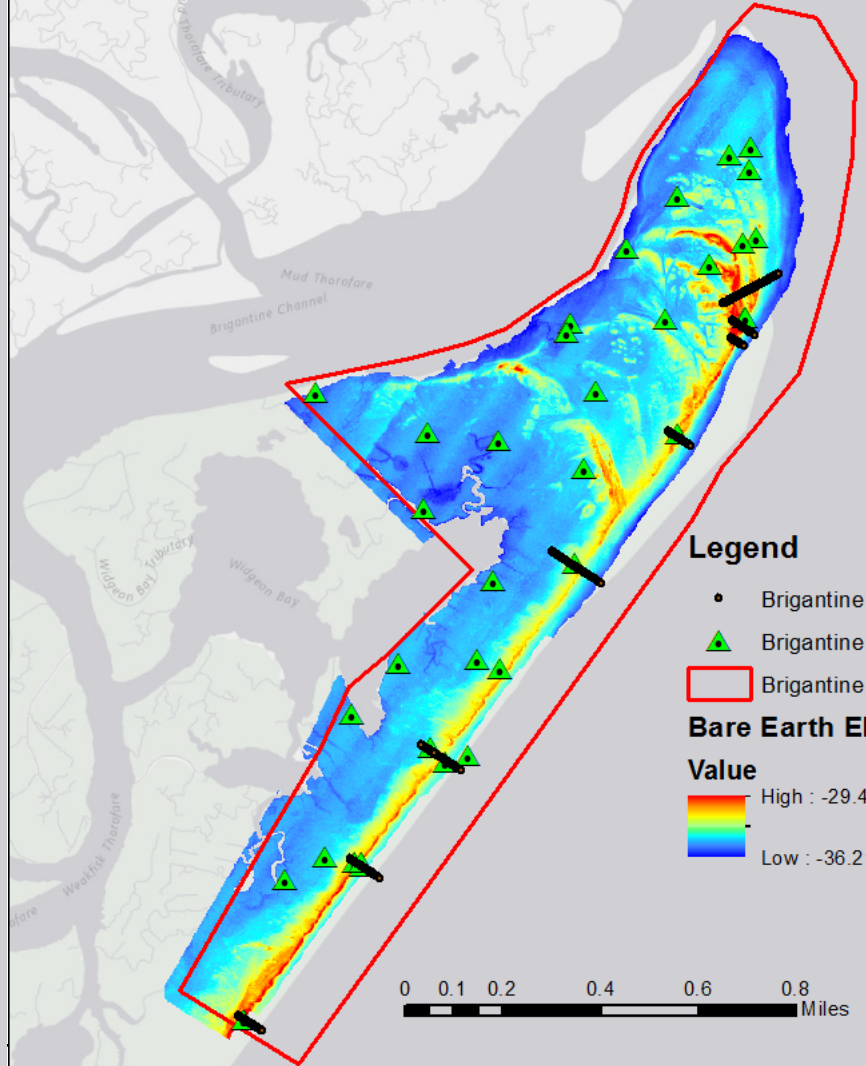 Mud Thorofare Tributary
Mud Thorofare
Brigantine Channel
Widgeon Bay Tributary
Widgeon Bay
Weakfish Thorofare
Legend
Brigantine
Brigantine
Brigantine
Bare Earth El
Value
High : -29.4
Low : -36.2
0 0.1 0.2 0.4 0.6 0.8
Miles